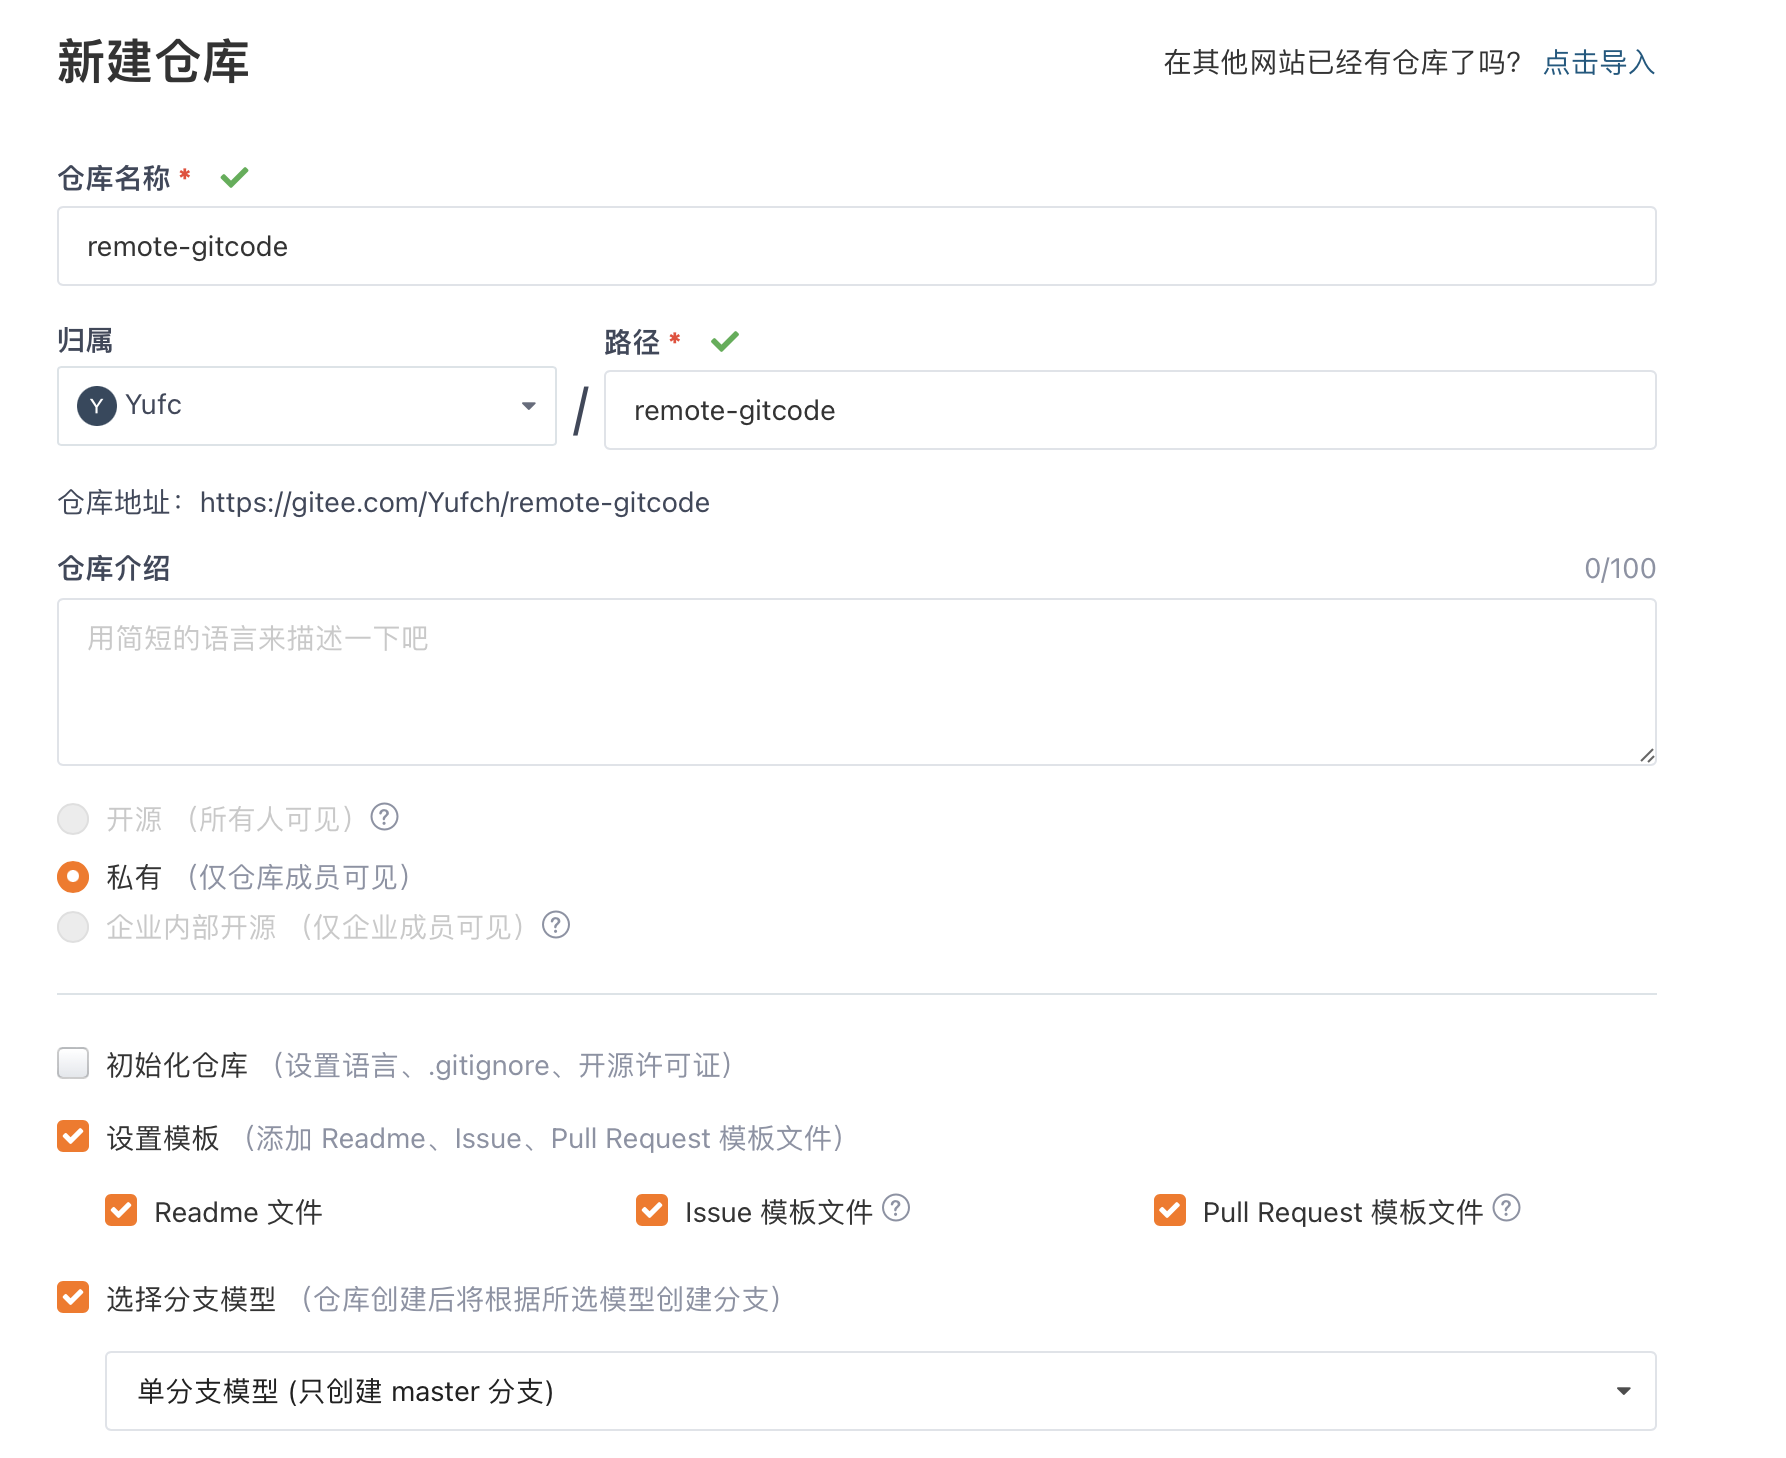 新建仓库
在其他网站已经有仓库了吗? 点击导入
仓库名称 *
remote-gitcode
归属
路径 *
Y Yufc
/
remote-gitcode
仓库地址：https://gitee.com/Yufch/remote-gitcode
仓库介绍
0/100
用简短的语言来描述一下吧
开源 （所有人可见） ?
私有 （仅仓库成员可见）
企业内部开源 （仅企业成员可见） ?
初始化仓库 （设置语言、.gitignore、开源许可证）
设置模板 （添加 Readme、Issue、Pull Request 模板文件）
Readme 文件
Issue 模板文件 ?
Pull Request 模板文件 ?
选择分支模型 （仓库创建后将根据所选模型创建分支）
单分支模型 (只创建 master 分支)